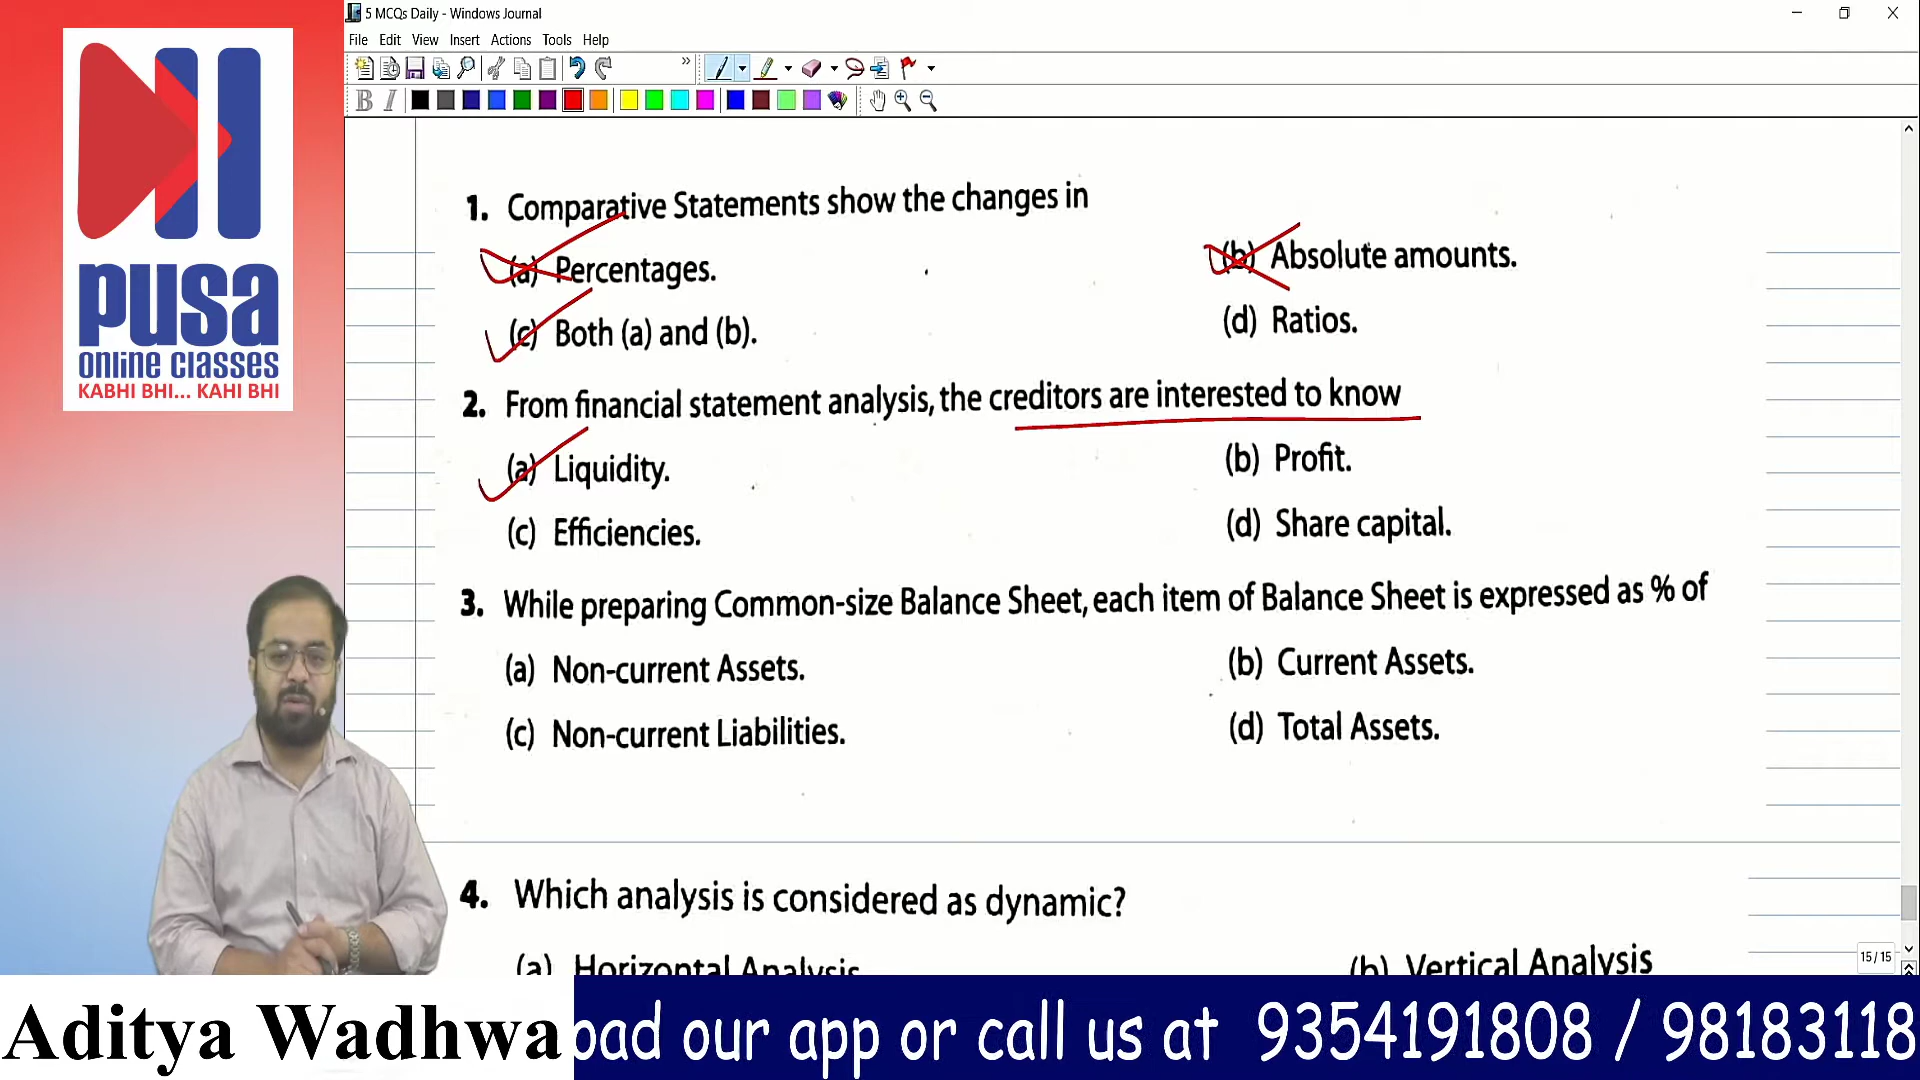 5 MCQs Daily - Windows Journal
File Edit View Insert Actions Tools Help
B I
pusa
online classes
KABHI BHI... KAHI BHI
1. Comparative Statements show the changes in
(a) Percentages.
(b) Absolute amounts.
(c) Both (a) and (b).
(d) Ratios.
2. From financial statement analysis, the creditors are interested to know
(a) Liquidity.
(b) Profit.
(c) Efficiencies.
(d) Share capital.
3. While preparing Common-size Balance Sheet, each item of Balance Sheet is expressed as % of
(a) Non-current Assets.
(b) Current Assets.
(c) Non-current Liabilities.
(d) Total Assets.
4. Which analysis is considered as dynamic?
(a) Horizontal Analysis
(b) Vertical Analysis
15 / 15
Aditya Wadhwa
oad our app or call us at 9354191808 / 98183118